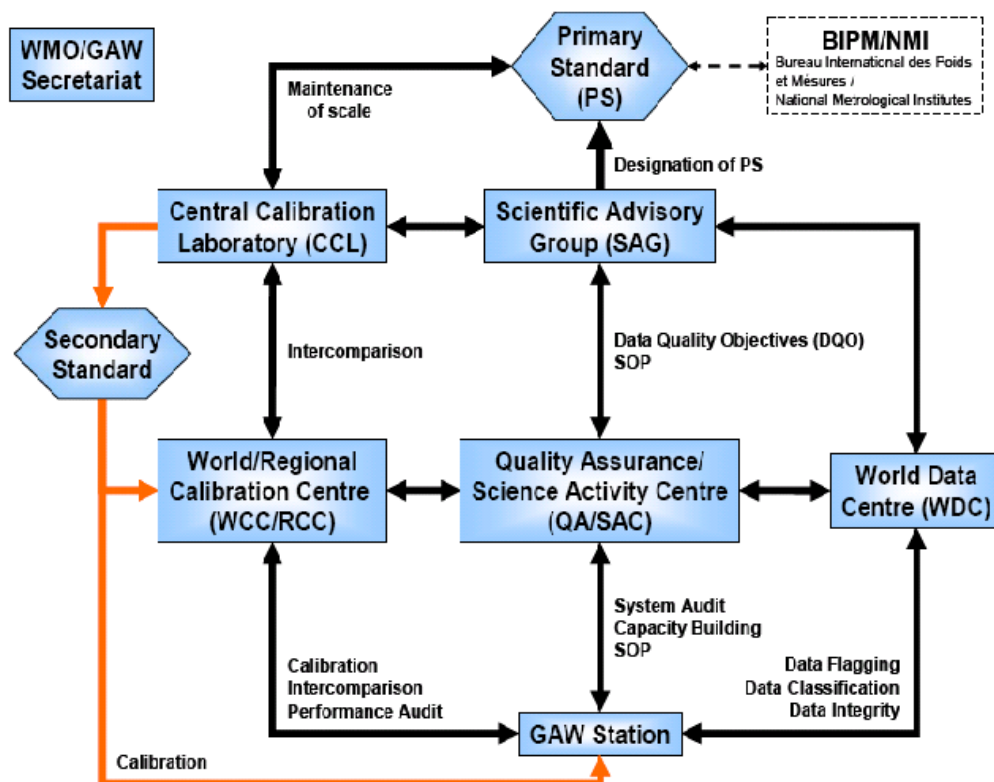 WMO/GAW
Secretariat
Primary
Standard
(PS)
BIPM/NMI
Bureau International des Foids
et Mésures /
National Metrological Institutes
Maintenance
of scale
Designation of PS
Central Calibration
Laboratory (CCL)
Scientific Advisory
Group (SAG)
Secondary
Standard
Intercomparison
Data Quality Objectives (DQO)
SOP
World/Regional
Calibration Centre
(WCC/RCC)
Quality Assurance/
Science Activity Centre
(QA/SAC)
World Data
Centre (WDC)
System Audit
Capacity Building
SOP
Calibration
Intercomparison
Performance Audit
Data Flagging
Data Classification
Data Integrity
GAW Station
Calibration